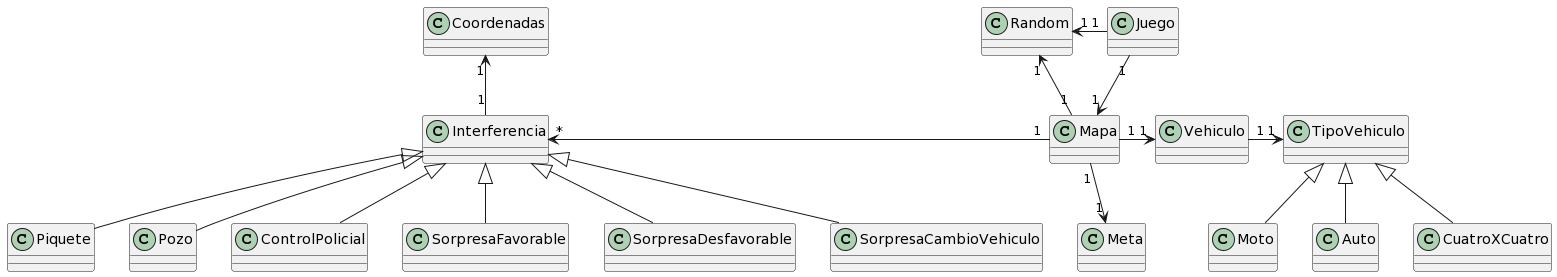 C Coordenadas
C Random
1 1
C Juego
1
1
1
1
1
1
C Interferencia
*
1
C Mapa
1 1
C Vehiculo
1 1
C TipoVehiculo
1
1
C Piquete
C Pozo
C ControlPolicial
C SorpresaFavorable
C SorpresaDesfavorable
C SorpresaCambioVehiculo
C Meta
C Moto
C Auto
C CuatroXCuatro